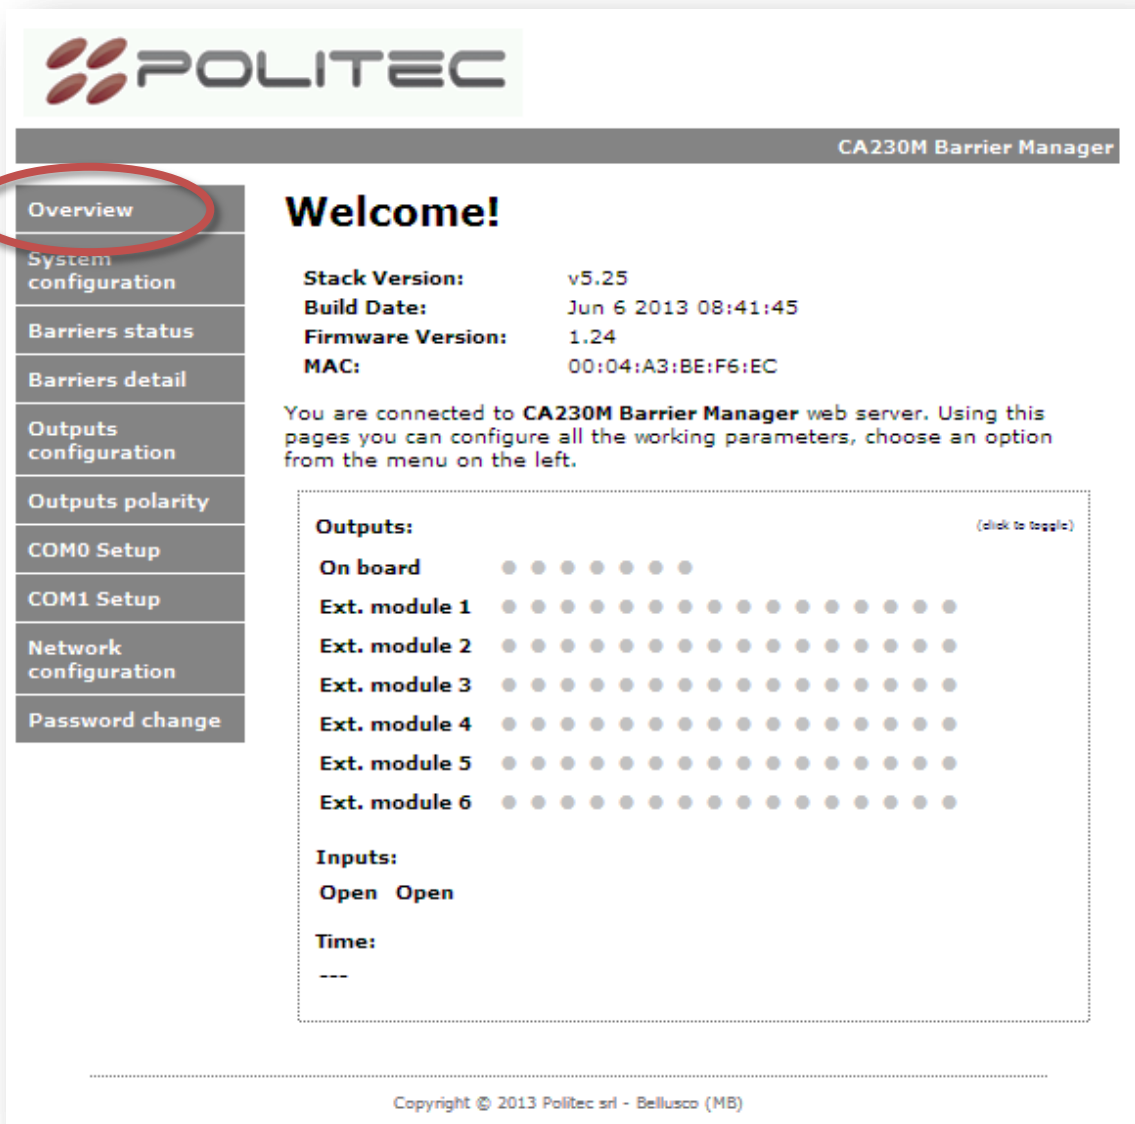 POLITEC
CA230M Barrier Manager
Overview
System
configuration
Barriers status
Barriers detail
Outputs
configuration
Outputs polarity
COM0 Setup
COM1 Setup
Network
configuration
Password change
Welcome!
Stack Version: v5.25
Build Date: Jun 6 2013 08:41:45
Firmware Version: 1.24
MAC: 00:04:A3:BE:F6:EC
You are connected to CA230M Barrier Manager web server. Using this
pages you can configure all the working parameters, choose an option
from the menu on the left.
Outputs: (click to toggle)
On board
Ext. module 1
Ext. module 2
Ext. module 3
Ext. module 4
Ext. module 5
Ext. module 6
Inputs:
Open Open
Time:
---
Copyright © 2013 Politec srl - Bellusco (MB)